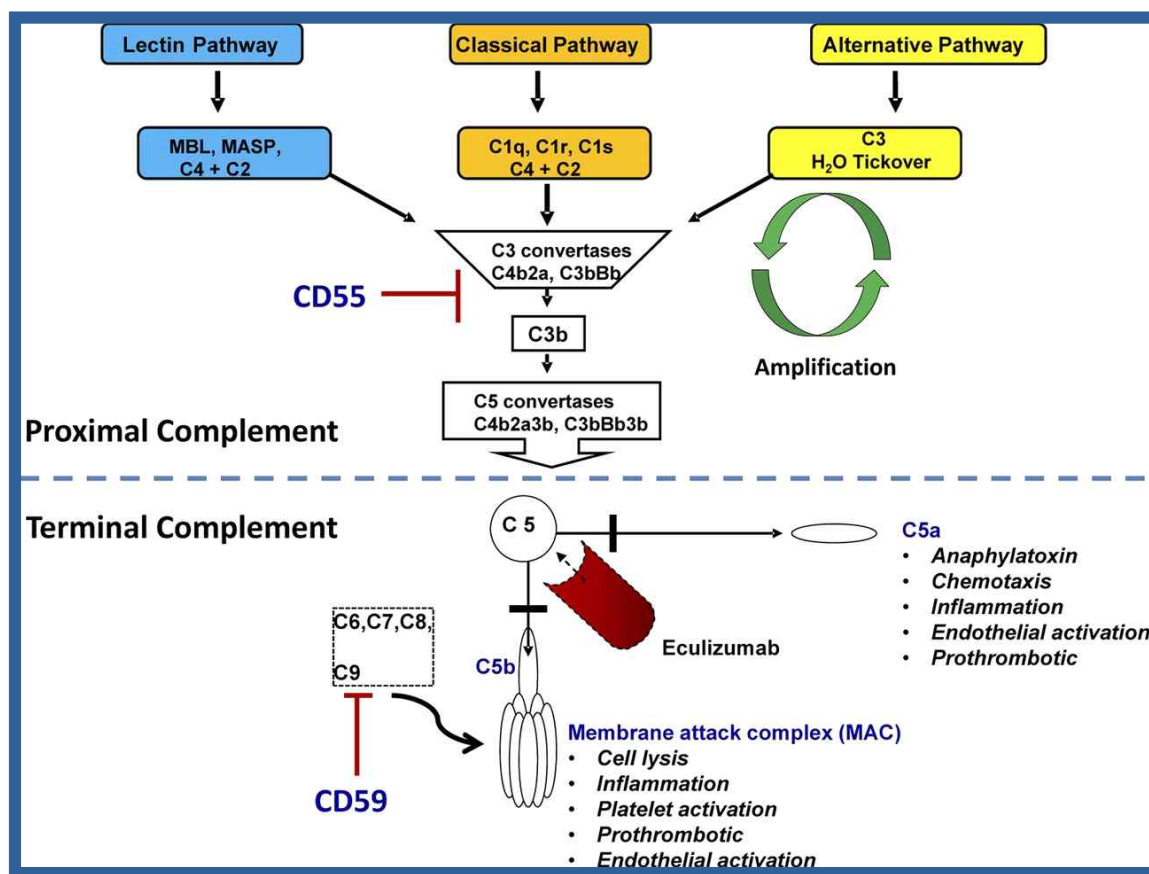 Lectin Pathway
Classical Pathway
Alternative Pathway
MBL, MASP,
C4 + C2
C1q, C1r, C1s
C4 + C2
C3
H₂O Tickover
C3 convertases
C4b2a, C3bBb
CD55
C3b
Amplification
C5 convertases
C4b2a3b, C3bBb3b
Proximal Complement
Terminal Complement
C 5
C5a
• Anaphylatoxin
• Chemotaxis
• Inflammation
• Endothelial activation
• Prothrombotic
C6,C7,C8,
C9
Eculizumab
C5b
CD59
Membrane attack complex (MAC)
• Cell lysis
• Inflammation
• Platelet activation
• Prothrombotic
• Endothelial activation